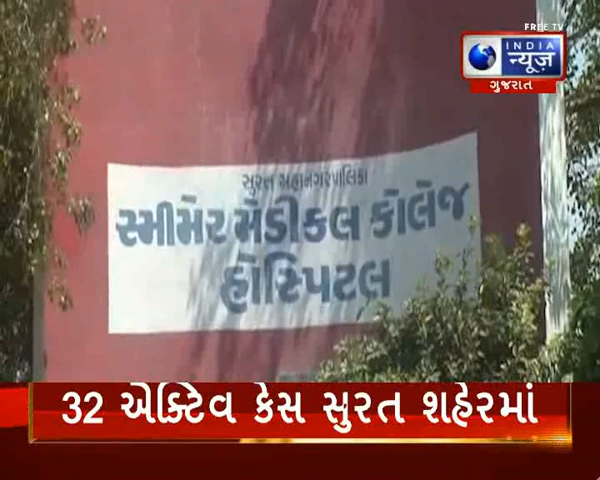 FREE TV
INDIA
न्यूज़
ગુજરાત
સુરત મહાનગરપાલિકા
સ્મીમેર મેડીકલ કોલેજ
હોસ્પિટલ
32 એક્ટિવ કેસ સુરત શહેરમાં